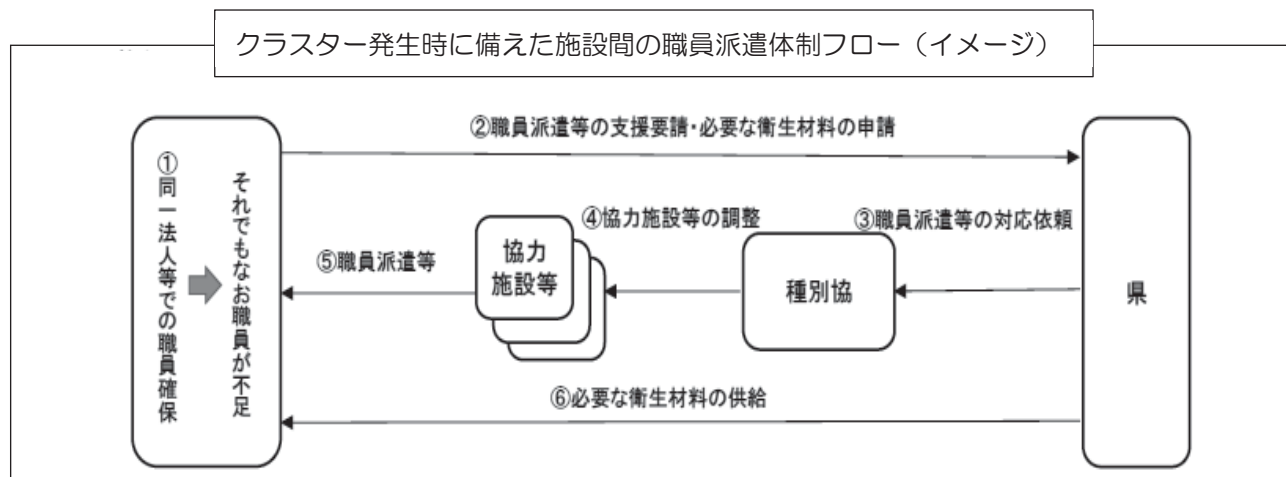 クラスター発生時に備えた施設間の職員派遣体制フロー（イメージ）
①同一法人等での職員確保
それでもなお職員が不足
②職員派遣等の支援要請・必要な衛生材料の申請
③職員派遣等の対応依頼
④協力施設等の調整
⑤職員派遣等
協力
施設等
種別協
県
⑥必要な衛生材料の供給